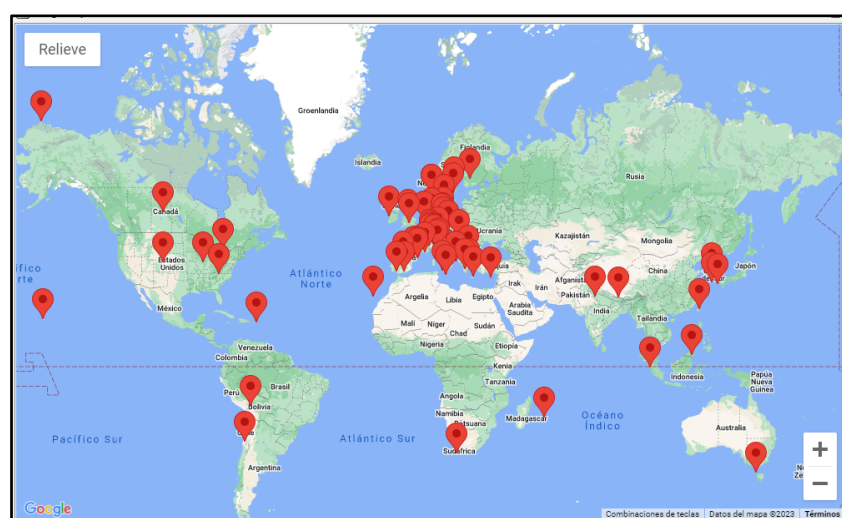 Relieve
Groenlandia
Islandia
Finlandia
Rusia
Canadá
Ucrania
Kazajistán
Mongolia
Estados
Unidos
Atlántico
Norte
China
Japón
Afganistán
Irak
Irán
Pakistán
México
Argelia
Libia
Egipto
Arabia
Saudita
India
Malí
Níger
Chad
Sudán
Tailandia
Venezuela
Colombia
Nigeria
Etiopía
Kenia
Perú
Brasil
Tanzania
Indonesia
Papúa
Nueva
Guinea
Bolivia
Angola
Namibia
Botsuana
Madagascar
Océano
Índico
Australia
Pacífico Sur
Atlántico Sur
Sudáfrica
Argentina
+
−
Google
Combinaciones de teclas
Datos del mapa ©2023
Términos